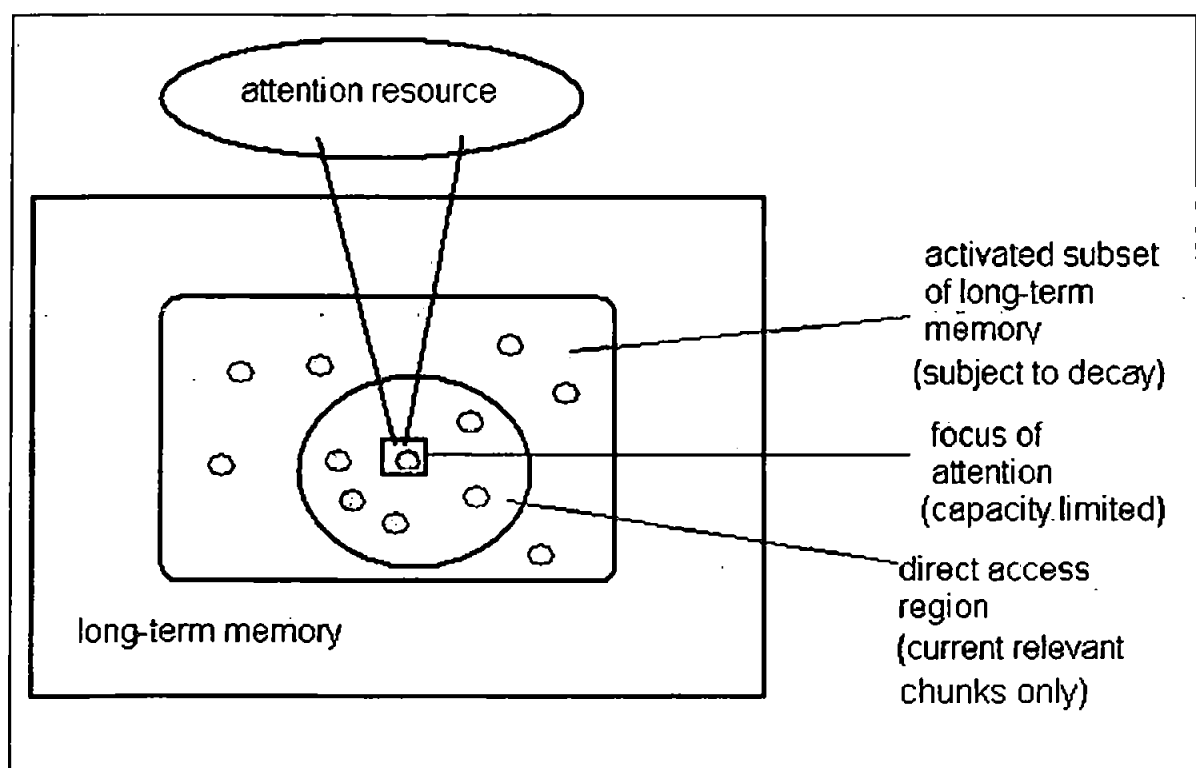 attention resource
activated subset
of long-term
memory
(subject to decay)
focus of
attention
(capacity limited)
direct access
region
(current relevant
chunks only)
long-term memory